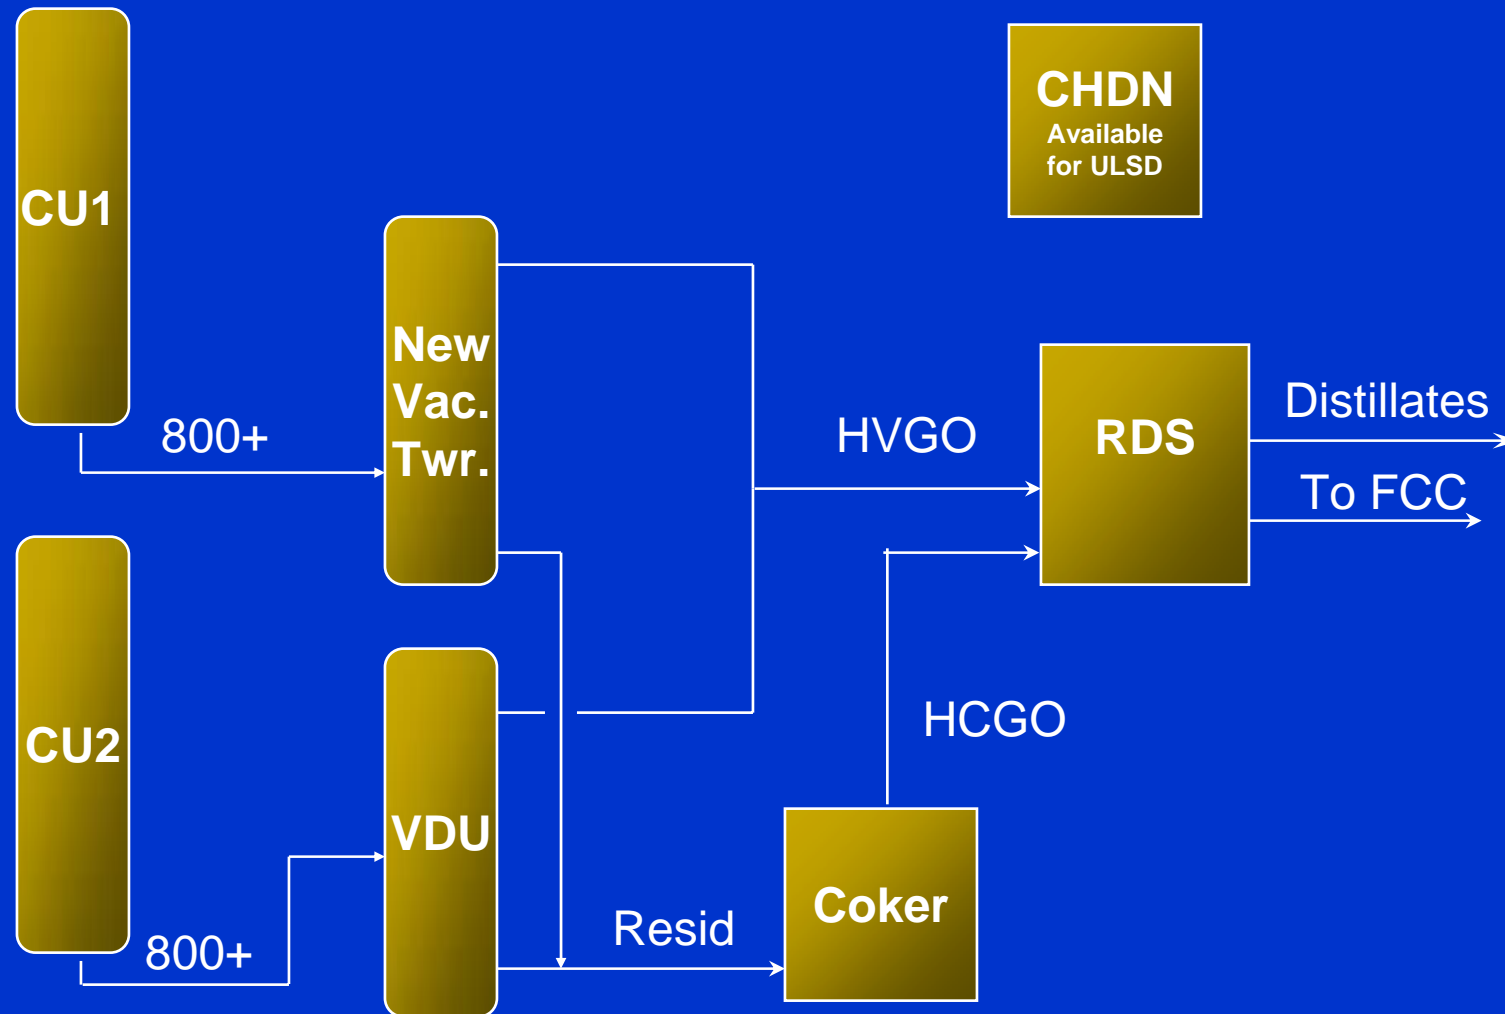 CHDN
Available
for ULSD
CU1
New
Vac.
Twr.
800+
HVGO
RDS
Distillates
To FCC
CU2
VDU
HCGO
Coker
Resid
800+